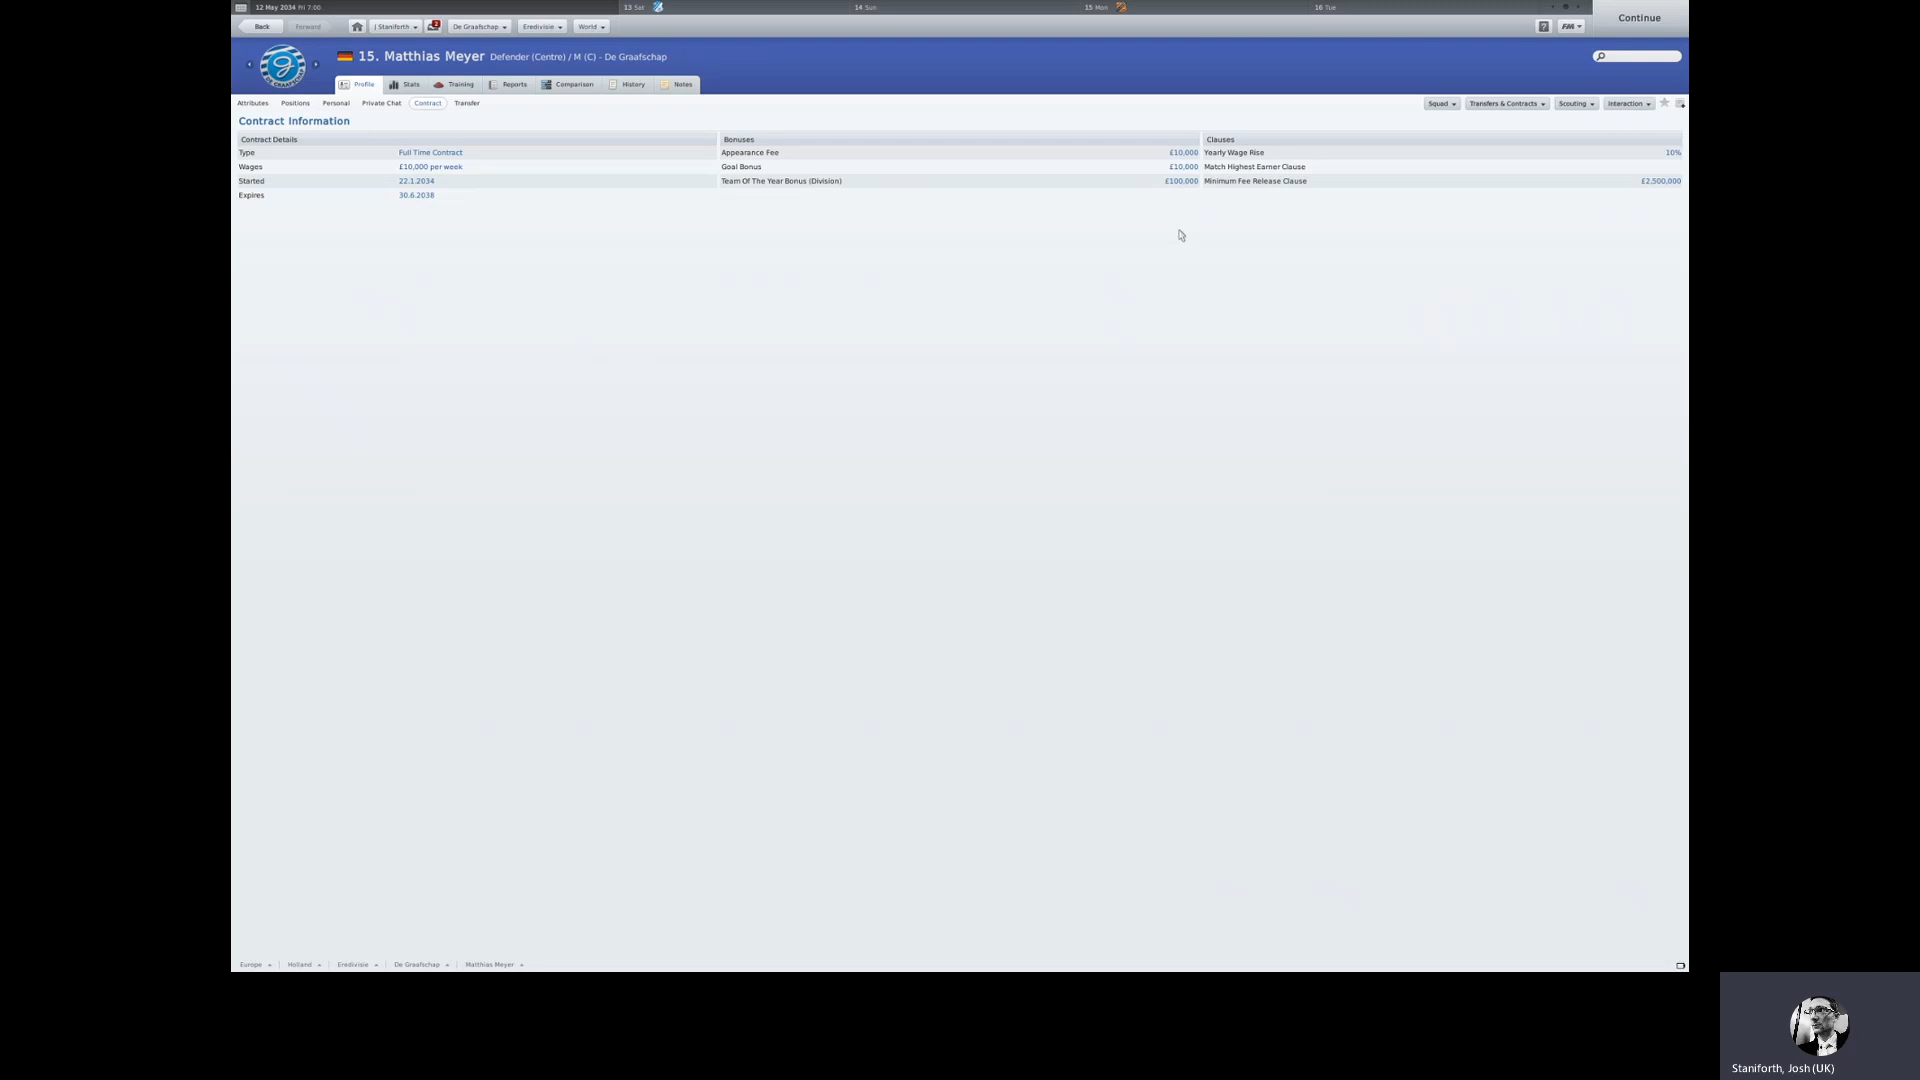 12 May 2034 Fri 7:00
13 Sat
14 Sun
15 Mon
16 Tue
Continue
Back
Forward
J Staniforth
2
De Graafschap
Eredivisie
World
?
FM
15. Matthias Meyer Defender (Centre) / M (C) - De Graafschap
DE GRAAFSCHAP
Profile
Stats
Training
Reports
Comparison
History
Notes
Attributes
Positions
Personal
Private Chat
Contract
Transfer
Squad
Transfers & Contracts
Scouting
Interaction
Contract Information
Contract Details
Type Full Time Contract
Wages £10,000 per week
Started 22.1.2034
Expires 30.6.2038
Bonuses
Appearance Fee £10,000
Goal Bonus £10,000
Team Of The Year Bonus (Division) £100,000
Clauses
Yearly Wage Rise 10%
Match Highest Earner Clause
Minimum Fee Release Clause £2,500,000
Europe
Holland
Eredivisie
De Graafschap
Matthias Meyer
Staniforth, Josh (UK)